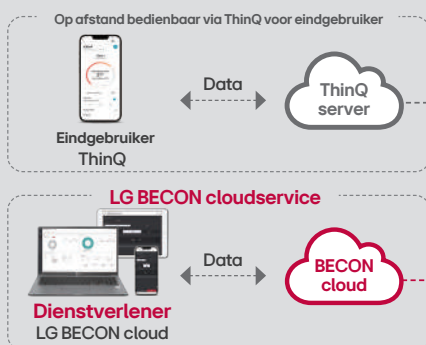 Op afstand bedienbaar via ThinQ voor eindgebruiker
Data
ThinQ
server
Eindgebruiker
ThinQ
LG BECON cloudservice
Data
BECON
cloud
Dienstverlener
LG BECON cloud